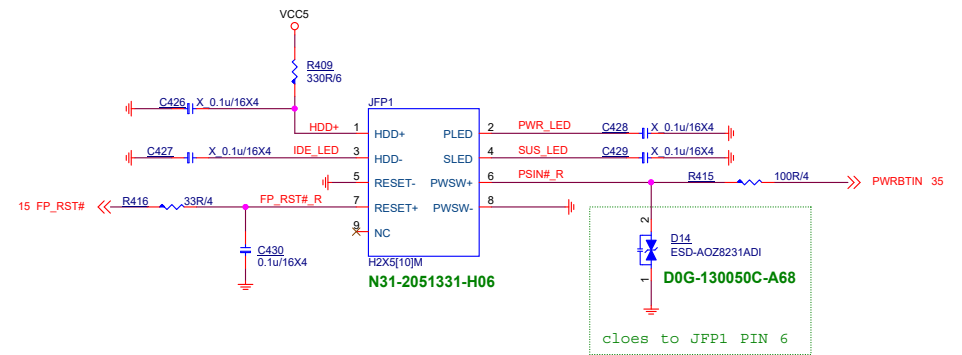 VCC5
R409
330R/6
C426 X_0.1u/16X4
JFP1
HDD+ 1 HDD+ PLED 2 PWR_LED C428 X_0.1u/16X4
C427 X_0.1u/16X4 IDE_LED 3 HDD- SLED 4 SUS_LED C429 X_0.1u/16X4
5 RESET- PWSW+ 6 PSIN#_R R415 100R/4 PWRBTIN 35
15 FP_RST# R416 33R/4 FP_RST#_R 7 RESET+ PWSW- 8
9 NC
C430
0.1u/16X4
H2X5[10]M
N31-2051331-H06
2
D14
ESD-AOZ8231ADI
D0G-130050C-A68
1
cloes to JFP1 PIN 6